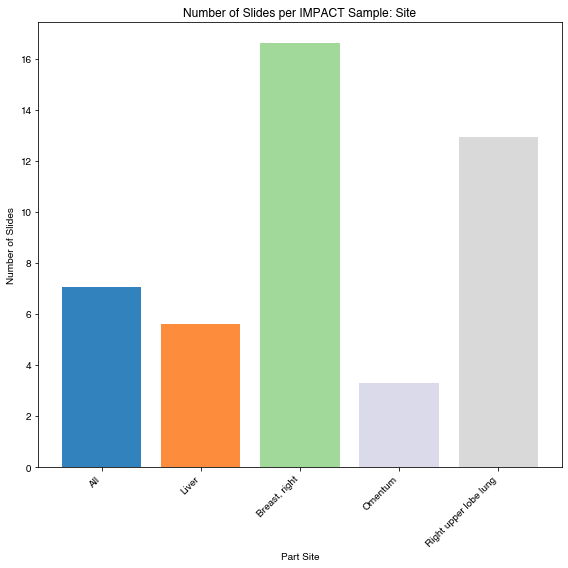 Number of Slides per IMPACT Sample: Site
Number of Slides
16
14
12
10
8
6
4
2
0
All
Liver
Breast, right
Omentum
Right upper lobe lung
Part Site